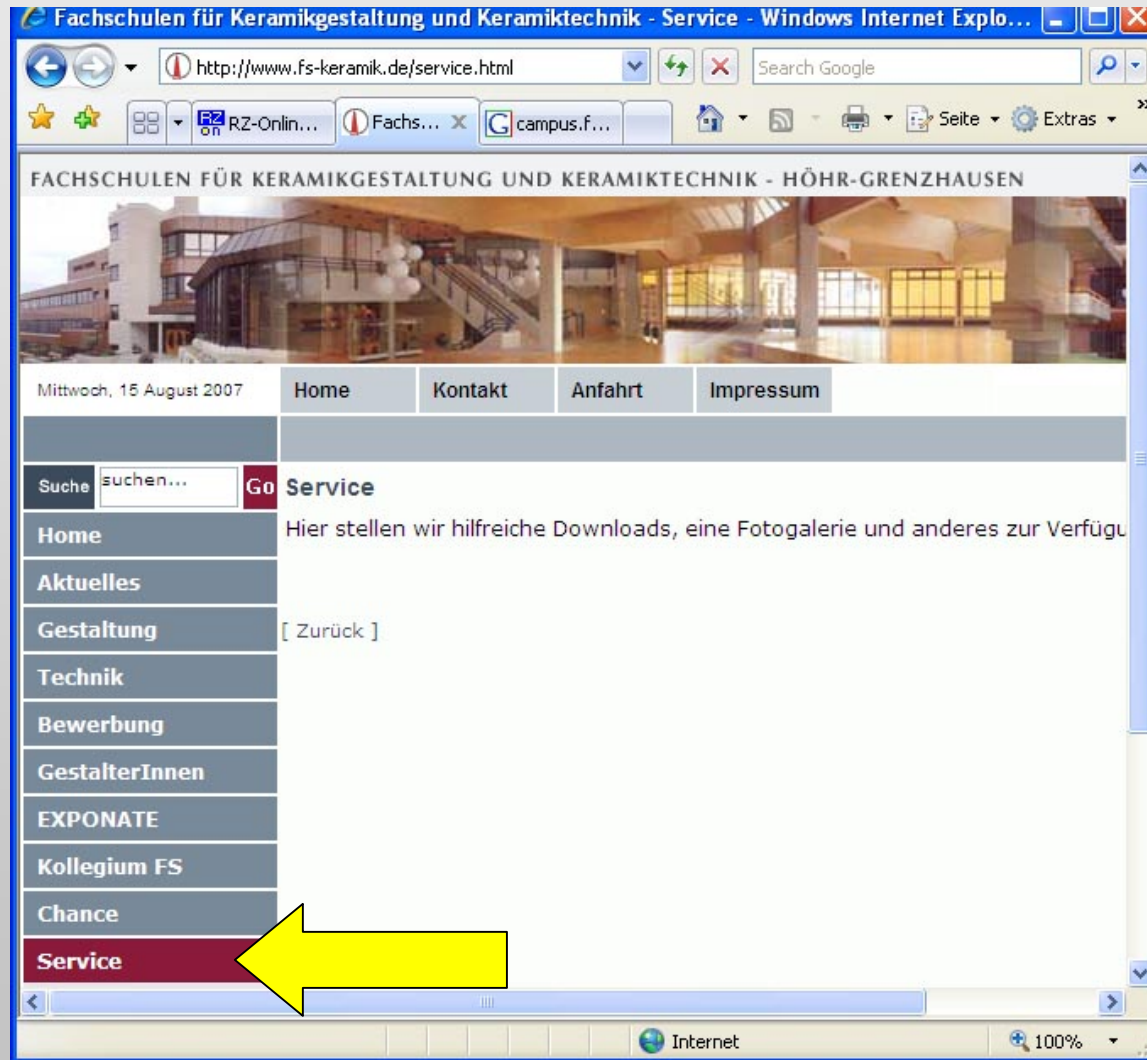 Fachschulen für Keramikgestaltung und Keramiktechnik - Service - Windows Internet Explo...
http://www.fs-keramik.de/service.html
Search Google
RZ-Onlin...
Fachs...
campus.f...
Seite
Extras
FACHSCHULEN FÜR KERAMIKGESTALTUNG UND KERAMIKTECHNIK - HÖHR-GRENZHAUSEN
Mittwoch, 15 August 2007
Home
Kontakt
Anfahrt
Impressum
Suche
suchen...
Go
Service
Hier stellen wir hilfreiche Downloads, eine Fotogalerie und anderes zur Verfügu
[ Zurück ]
Home
Aktuelles
Gestaltung
Technik
Bewerbung
GestalterInnen
EXPONATE
Kollegium FS
Chance
Service
Internet
100%